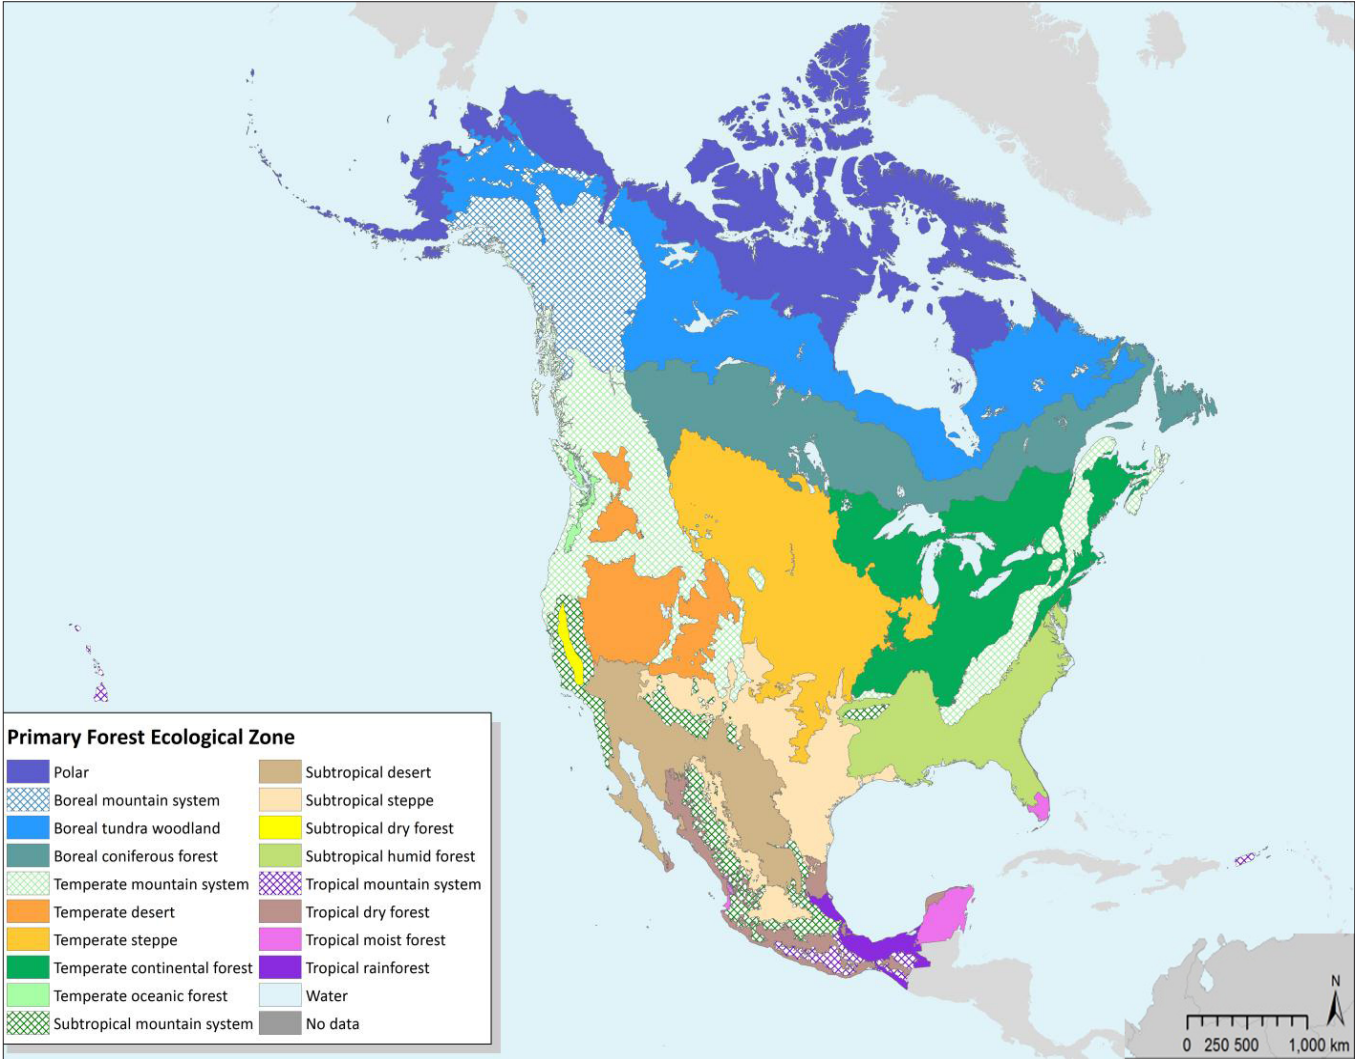 Primary Forest Ecological Zone
Polar
Boreal mountain system
Boreal tundra woodland
Boreal coniferous forest
Temperate mountain system
Temperate desert
Temperate steppe
Temperate continental forest
Temperate oceanic forest
Subtropical mountain system
Subtropical desert
Subtropical steppe
Subtropical dry forest
Subtropical humid forest
Tropical mountain system
Tropical dry forest
Tropical moist forest
Tropical rainforest
Water
No data
N
0 250 500 1,000 km